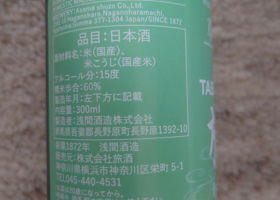 Asama shuzo Co., Ltd.
Naganohara, Naganoharamachi,
Gunma 377-1304 Japan/SINCE 1872
品目:日本酒
原材料名:米(国産)、
米こうじ(国産米)
アルコール分:15度
精米歩合:60%
製造年月:左下方に記載
内容量:300ml
製造者:浅間酒造株式会社
群馬県吾妻郡長野原町長野原1392-10
創業1872年 浅間酒造
販売元:株式会社旅酒
神奈川県横浜市神奈川区栄町5-1
TEL045-440-4531
TA